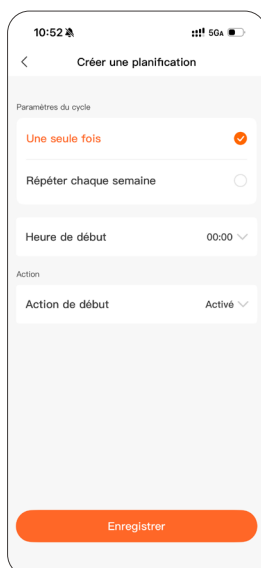 10:52
5GA
Créer une planification
Paramètres du cycle
Une seule fois
Répéter chaque semaine
Heure de début 00:00
Action
Action de début Activé
Enregistrer